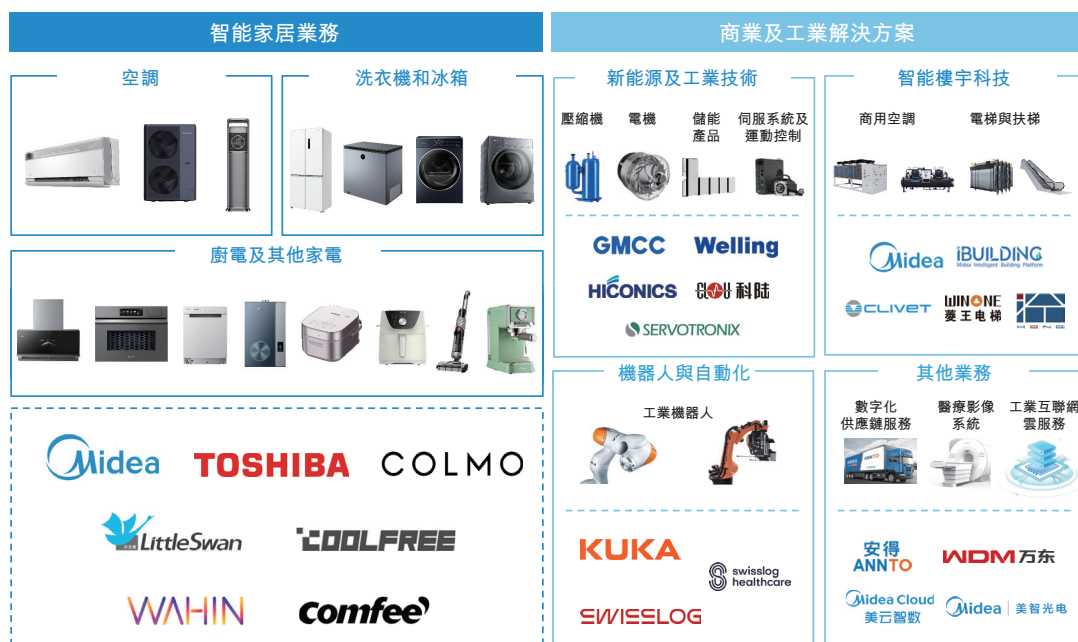 智能家居業務
空調
洗衣機和冰箱
廚電及其他家電
Midea
TOSHIBA
COLMO
LittleSwan
COOLFREE
WAHIN
comfee'
商業及工業解決方案
新能源及工業技術
壓縮機
電機
儲能
產品
伺服系統及
運動控制
GMCC
Welling
HICONICS
科陆
SERVOTRONIX
智能樓宇科技
商用空調
電梯與扶梯
Midea
iBUILDING
Midea Intelligent Building Platform
CLIVET
WINONE
菱王电梯
HONG
機器人與自動化
工業機器人
KUKA
swisslog
healthcare
SWISSLOG
其他業務
數字化
供應鏈服務
醫療影像
系統
工業互聯網
雲服務
ANNTO
安得
ANNTO
WDM 万东
Midea Cloud
美云智数
Midea
美智光电